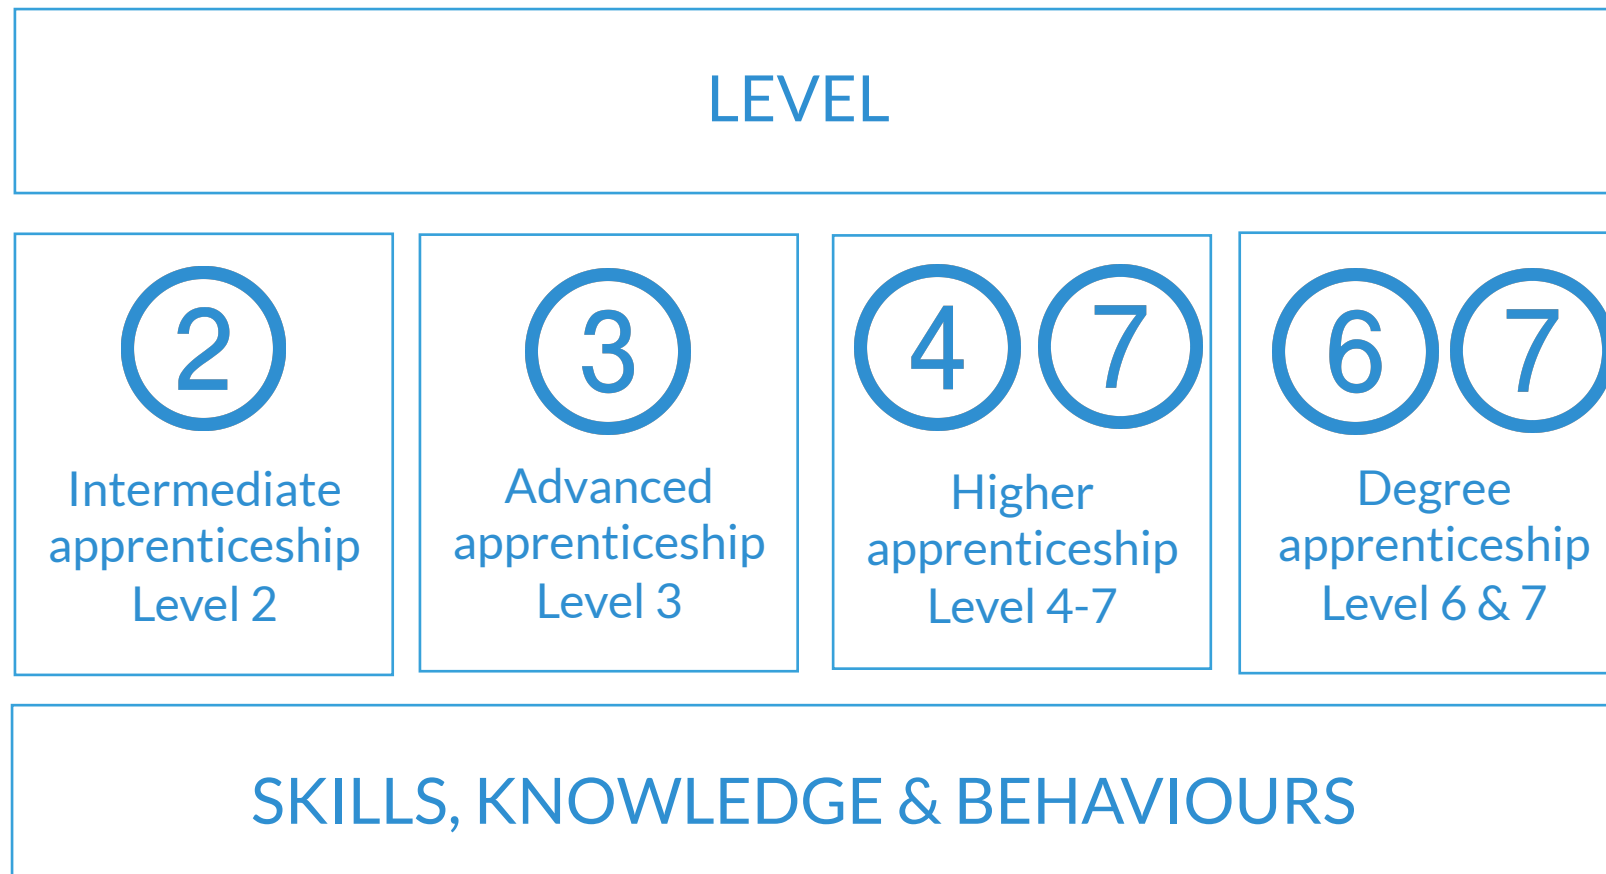 LEVEL
2
Intermediate
apprenticeship
Level 2
3
Advanced
apprenticeship
Level 3
4 7
Higher
apprenticeship
Level 4-7
6 7
Degree
apprenticeship
Level 6 & 7
SKILLS, KNOWLEDGE & BEHAVIOURS